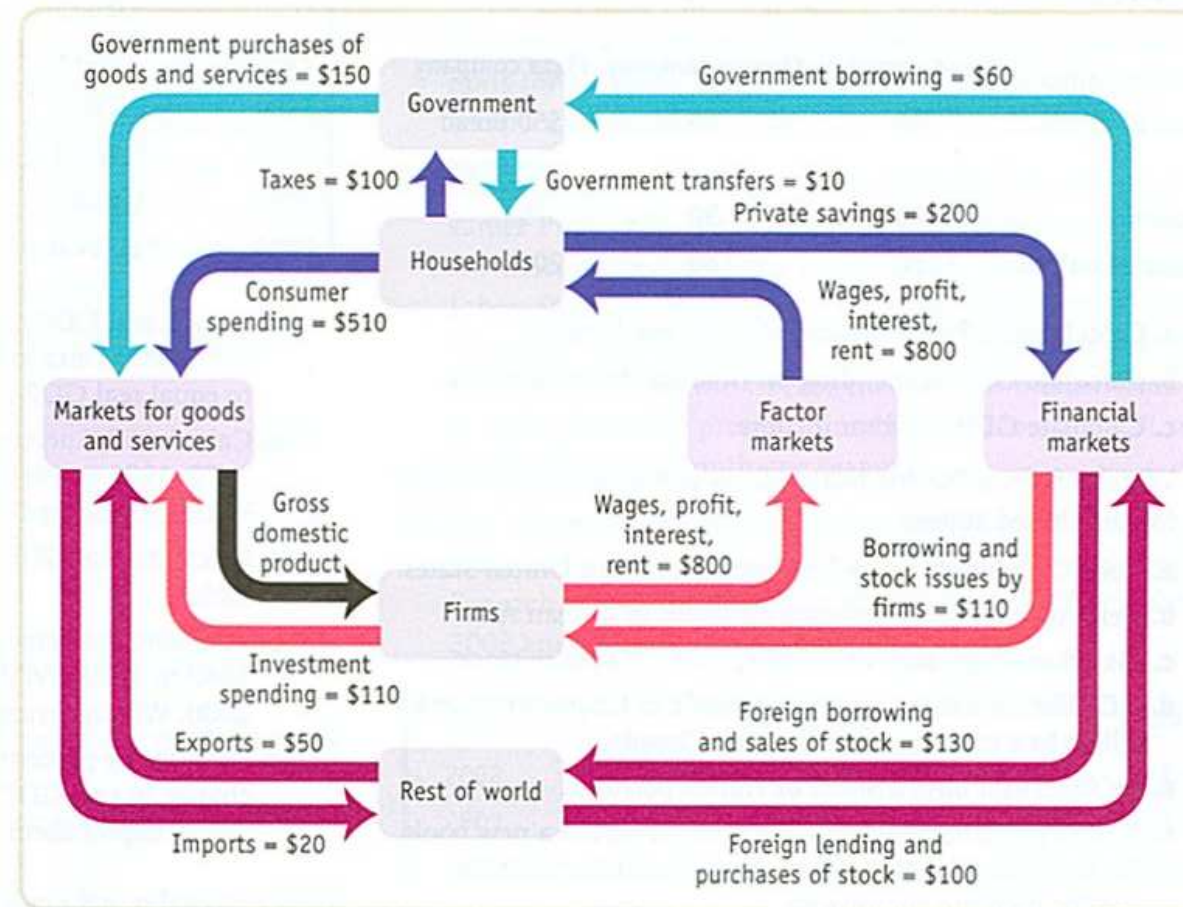 Government purchases of
goods and services = $150
Government
Government borrowing = $60
Taxes = $100
Government transfers = $10
Private savings = $200
Households
Consumer
spending = $510
Wages, profit,
interest,
rent = $800
Markets for goods
and services
Factor
markets
Financial
markets
Gross
domestic
product
Wages, profit,
interest,
rent = $800
Borrowing and
stock issues by
firms = $110
Firms
Investment
spending = $110
Exports = $50
Foreign borrowing
and sales of stock = $130
Rest of world
Imports = $20
Foreign lending and
purchases of stock = $100